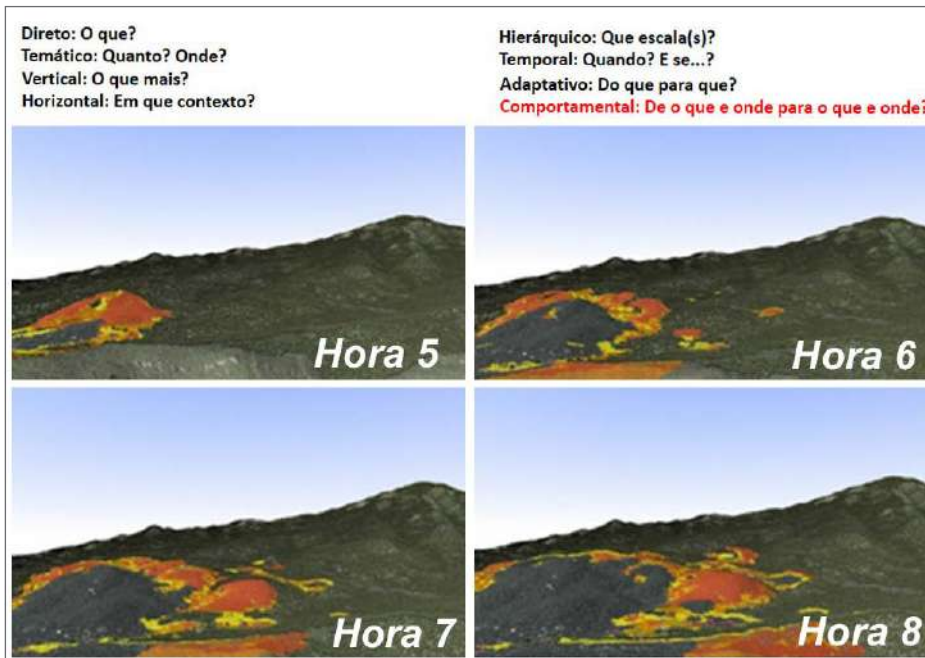 Direto: O que?
Temático: Quanto? Onde?
Vertical: O que mais?
Horizontal: Em que contexto?
Hierárquico: Que escala(s)?
Temporal: Quando? E se...?
Adaptativo: Do que para que?
Comportamental: De o que e onde para o que e onde?
Hora 5
Hora 6
Hora 7
Hora 8